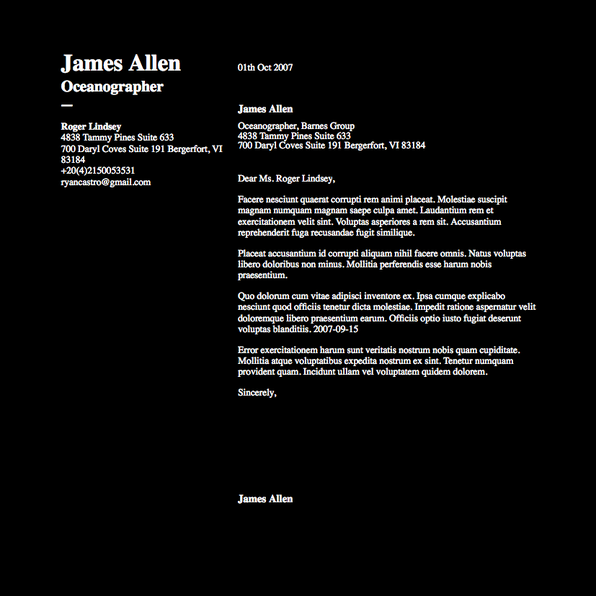 James Allen
Oceanographer
Roger Lindsey
4838 Tammy Pines Suite 633
700 Daryl Coves Suite 191 Bergerfort, VI
83184
+20(4)2150053531
ryancastro@gmail.com
01th Oct 2007
James Allen
Oceanographer, Barnes Group
4838 Tammy Pines Suite 633
700 Daryl Coves Suite 191 Bergerfort, VI 83184
Dear Ms. Roger Lindsey,
Facere nesciunt quaerat corrupti rem animi placeat. Molestiae suscipit
magnam numquam magnam saepe culpa amet. Laudantium rem et
exercitationem velit sint. Voluptas asperiores a rem sit. Accusantium
reprehenderit fuga recusandae fugit similique.
Placeat accusantium id corrupti aliquam nihil facere omnis. Natus voluptas
libero doloribus non minus. Mollitia perferendis esse harum nobis
praesentium.
Quo dolorum cum vitae adipisci inventore ex. Ipsa cumque explicabo
nesciunt quod officiis tenetur dicta molestiae. Impedit ratione aspernatur velit
doloremque libero praesentium earum. Officiis optio iusto fugiat deserunt
voluptas blanditiis. 2007-09-15
Error exercitationem harum sunt veritatis nostrum nobis quam cupiditate.
Mollitia atque voluptatibus expedita nostrum ex sint. Tenetur numquam
provident quam. Incidunt ullam vel voluptatem quidem dolorem.
Sincerely,
James Allen